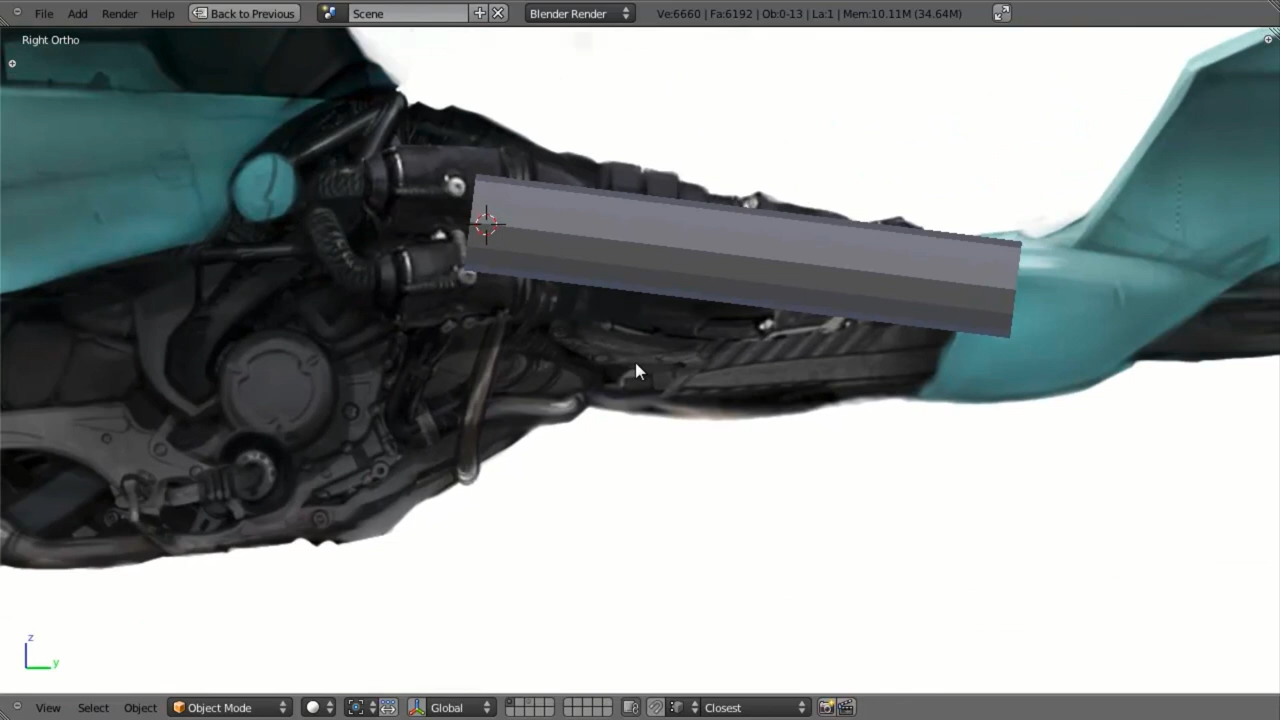 File Add Render Help Back to Previous Scene Blender Render Ve:6660 | Fa:6192 | Ob:0-13 | La:1 | Mem:10.11M (34.64M)
Right Ortho
z
y
View Select Object Object Mode Global Closest